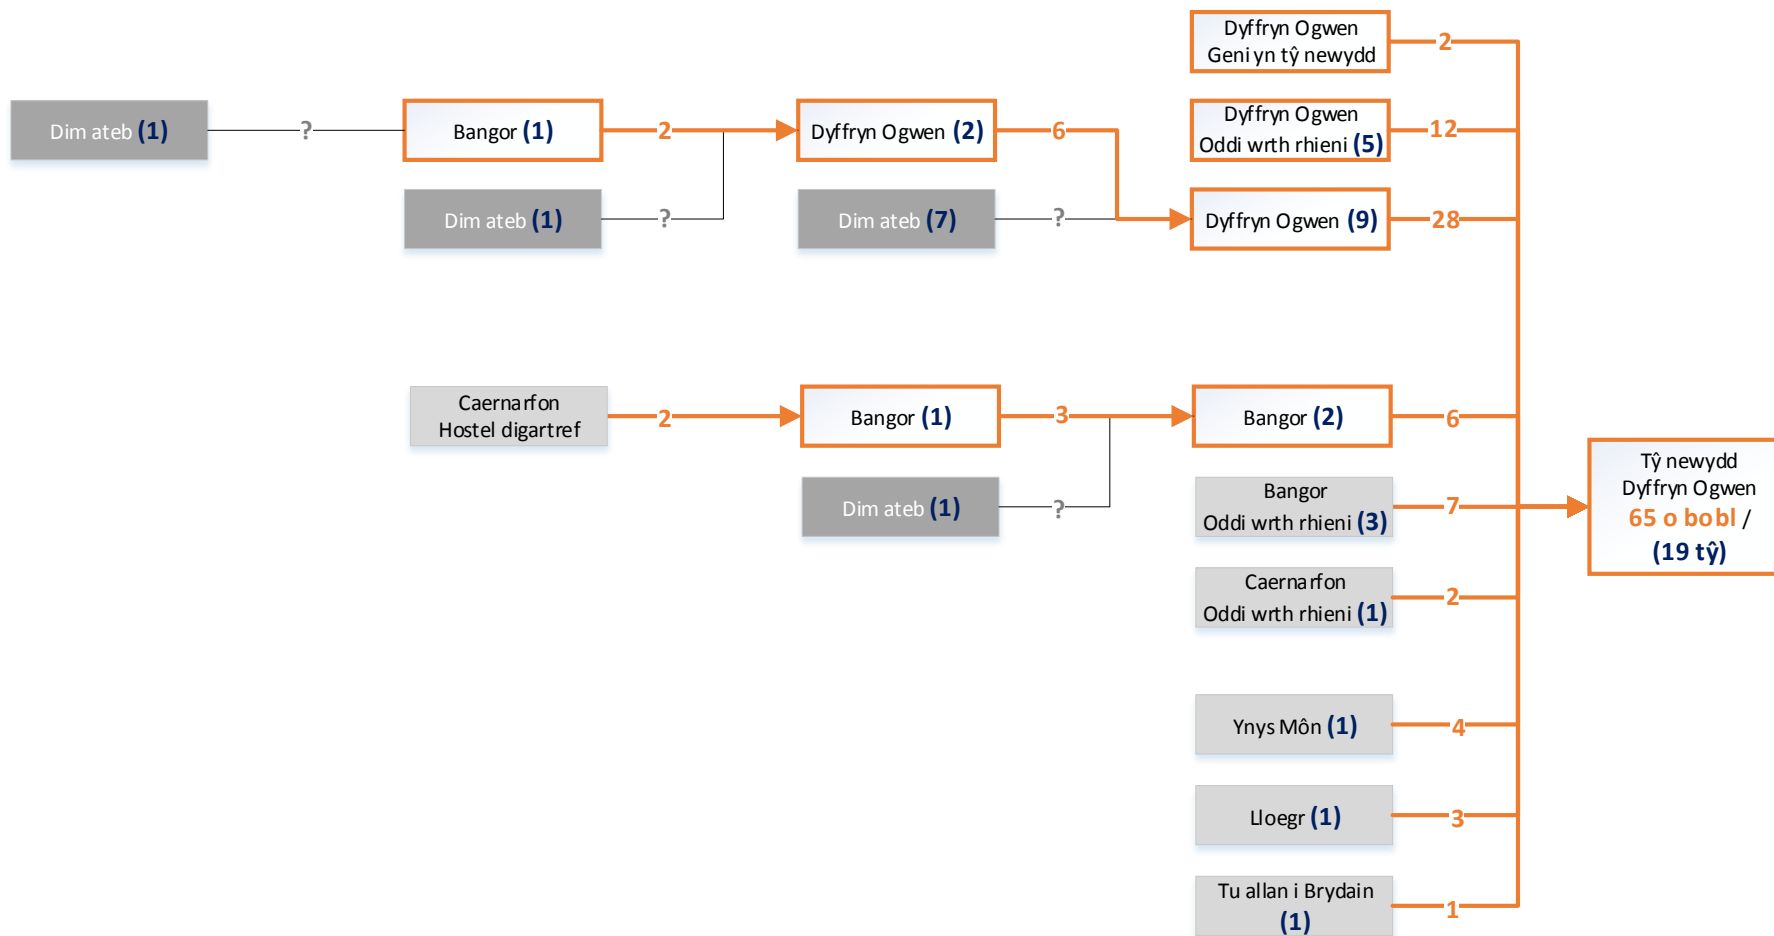 Dyffryn Ogwen
Geni yn tŷ newydd
2
Dim ateb (1)
?
Bangor (1)
2
Dyffryn Ogwen (2)
6
Dyffryn Ogwen
Oddi wrth rhieni (5)
12
Dim ateb (1)
?
Dim ateb (7)
?
Dyffryn Ogwen (9)
28
Caernarfon
Hostel digartref
2
Bangor (1)
3
Bangor (2)
6
Dim ateb (1)
?
Bangor
Oddi wrth rhieni (3)
7
Tŷ newydd
Dyffryn Ogwen
65 o bobl /
(19 tŷ)
Caernarfon
Oddi wrth rhieni (1)
2
Ynys Môn (1)
4
Lloegr (1)
3
Tu allan i Brydain
(1)
1